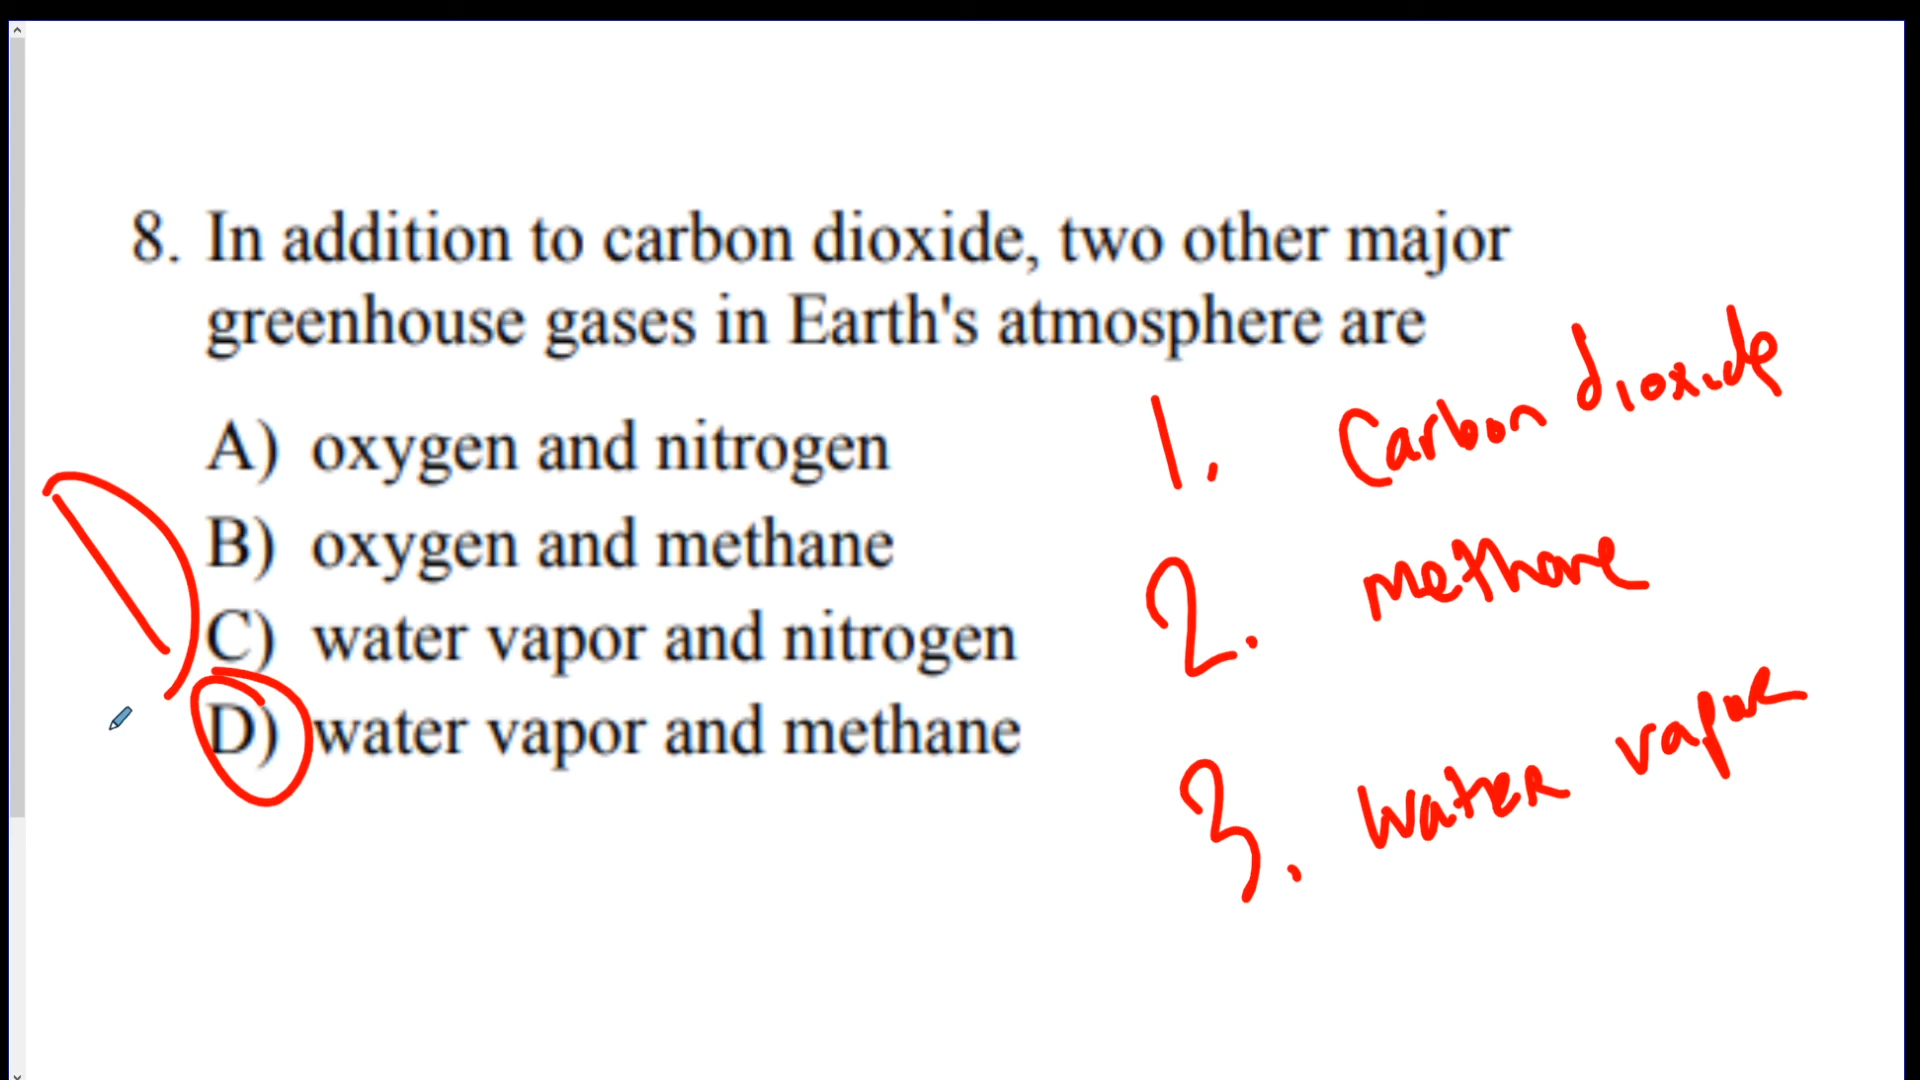 8. In addition to carbon dioxide, two other major
greenhouse gases in Earth's atmosphere are
A) oxygen and nitrogen
B) oxygen and methane
C) water vapor and nitrogen
D) water vapor and methane
1. Carbon dioxide
2. methane
3. water vapor
D